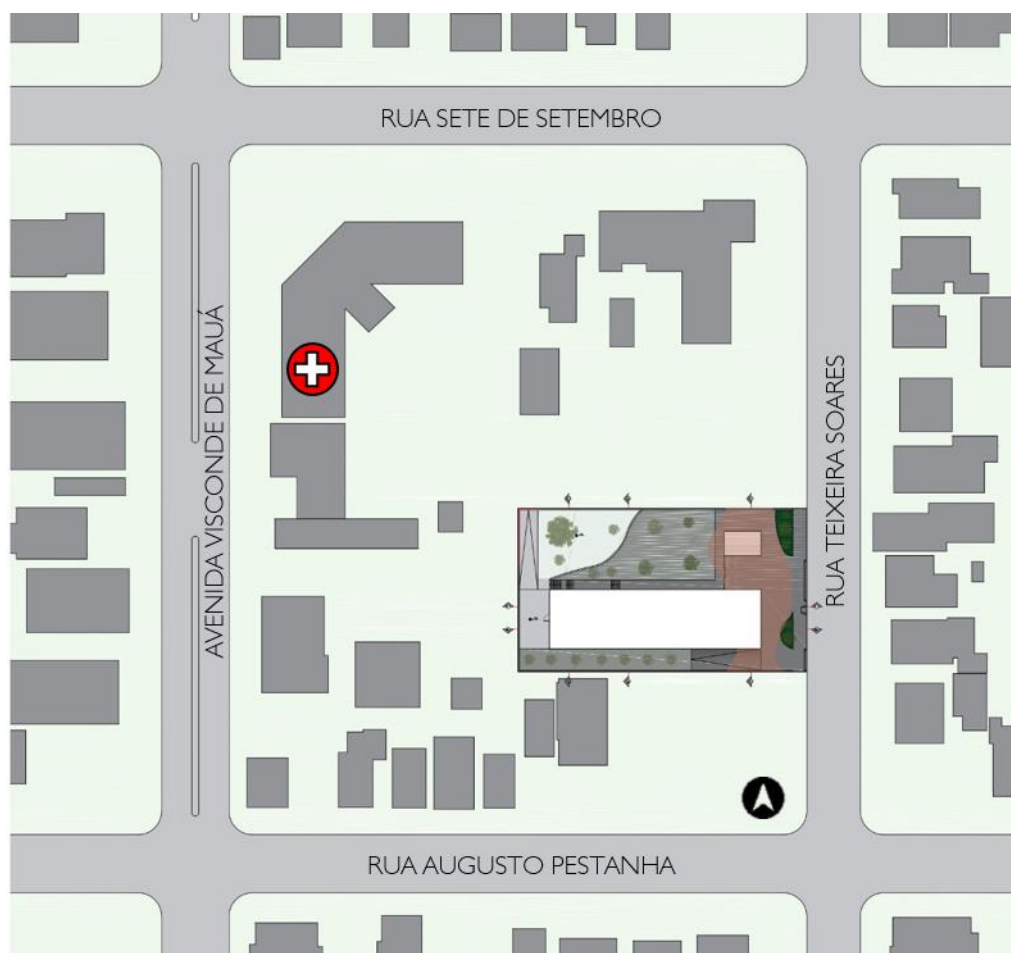 RUA SETE DE SETEMBRO
AVENIDA VISCONDE DE MAUÁ
RUA TEIXEIRA SOARES
RUA AUGUSTO PESTANHA